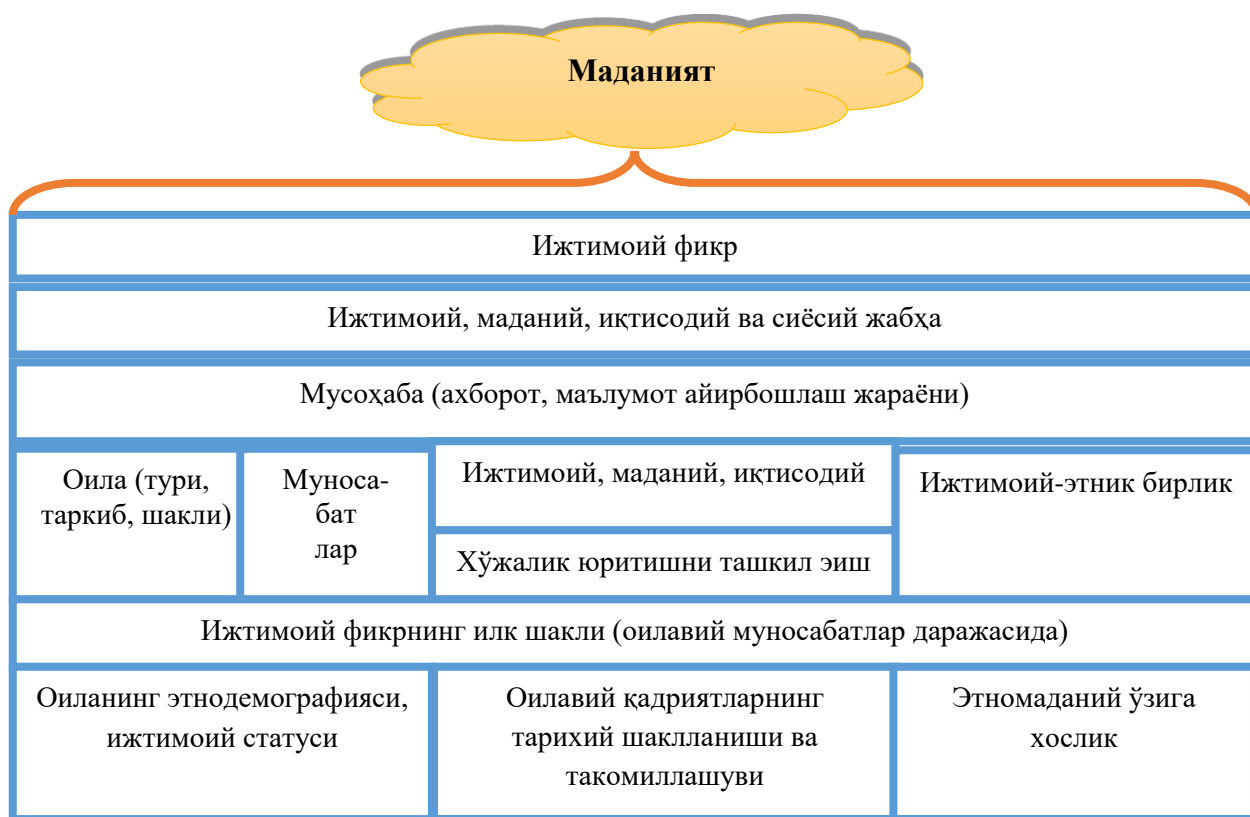 Маданият
Ижтимоий фикр
Ижтимоий, маданий, иқтисодий ва сиёсий жабҳа
Мусоҳаба (ахборот, маълумот айирбошлаш жараёни)
Оила (тури,
таркиб, шакли)
Муноса-
бат
лар
Ижтимоий, маданий, иқтисодий
Хўжалик юритишни ташкил эиш
Ижтимоий-этник бирлик
Ижтимоий фикрнинг илк шакли (оилавий муносабатлар даражасида)
Оиланинг этнодемографияси,
ижтимоий статуси
Оилавий қадриятларнинг
тарихий шаклланиши ва
такомиллашуви
Этномаданий ўзига
хослик